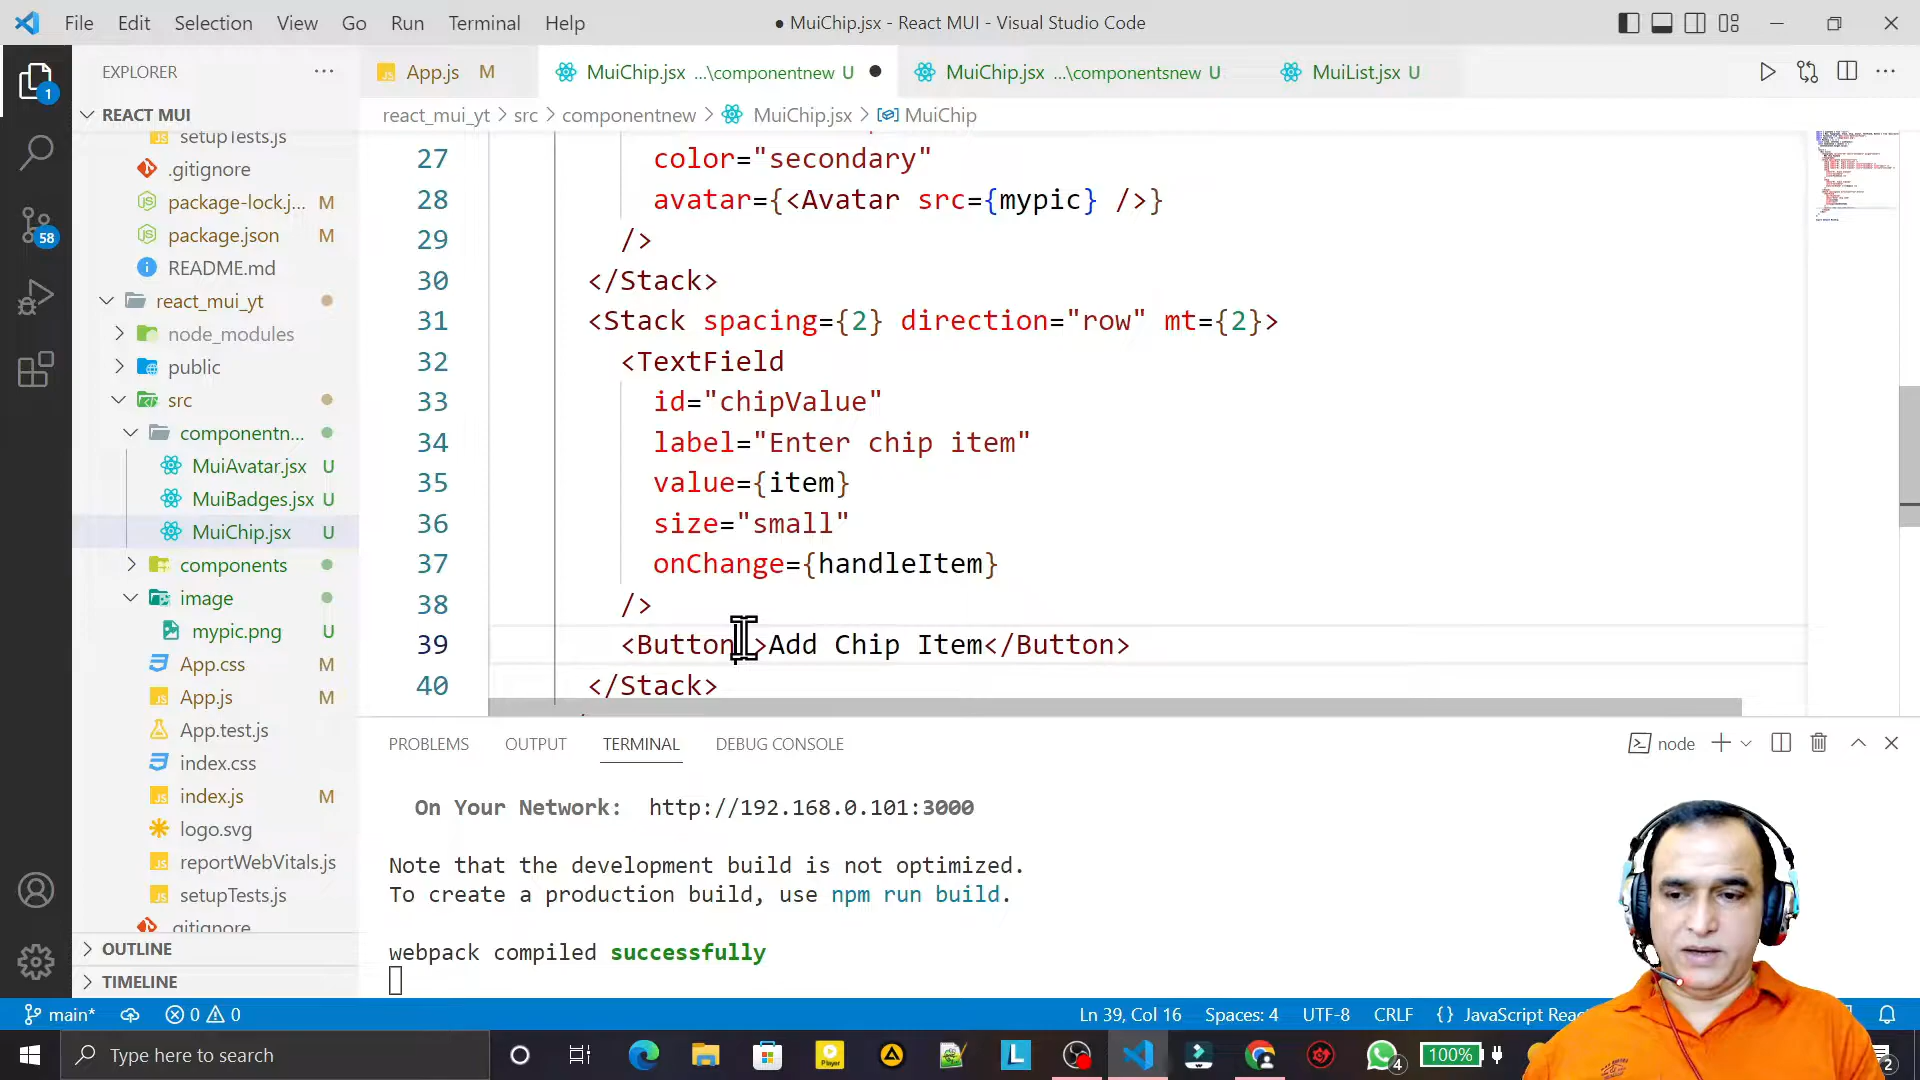 File Edit Selection View Go Run Terminal Help
● MuiChip.jsx - React MUI - Visual Studio Code
EXPLORER ...
App.js M
MuiChip.jsx ...\componentnew U ●
MuiChip.jsx ...\componentsnew U
MuiList.jsx U
react_mui_yt > src > componentnew > MuiChip.jsx > MuiChip
REACT MUI
setupTests.js
.gitignore
package-lock.j... M
package.json M
README.md
react_mui_yt
node_modules
public
src
componentn...
MuiAvatar.jsx U
MuiBadges.jsx U
MuiChip.jsx U
components
image
mypic.png U
App.css M
App.js M
App.test.js
index.css
index.js M
logo.svg
reportWebVitals.js
setupTests.js
.gitignore
OUTLINE
TIMELINE
1
58
27 color="secondary"
28 avatar={<Avatar src={mypic} />}
29 />
30 </Stack>
31 <Stack spacing={2} direction="row" mt={2}>
32 <TextField
33 id="chipValue"
34 label="Enter chip item"
35 value={item}
36 size="small"
37 onChange={handleItem}
38 />
39 <Button >Add Chip Item</Button>
40 </Stack>
PROBLEMS OUTPUT TERMINAL DEBUG CONSOLE
node
On Your Network: http://192.168.0.101:3000
Note that the development build is not optimized.
To create a production build, use npm run build.
webpack compiled successfully
main* 0 0
Ln 39, Col 16 Spaces: 4 UTF-8 CRLF {} JavaScript Reac
Type here to search
Player
L
4
100%
2